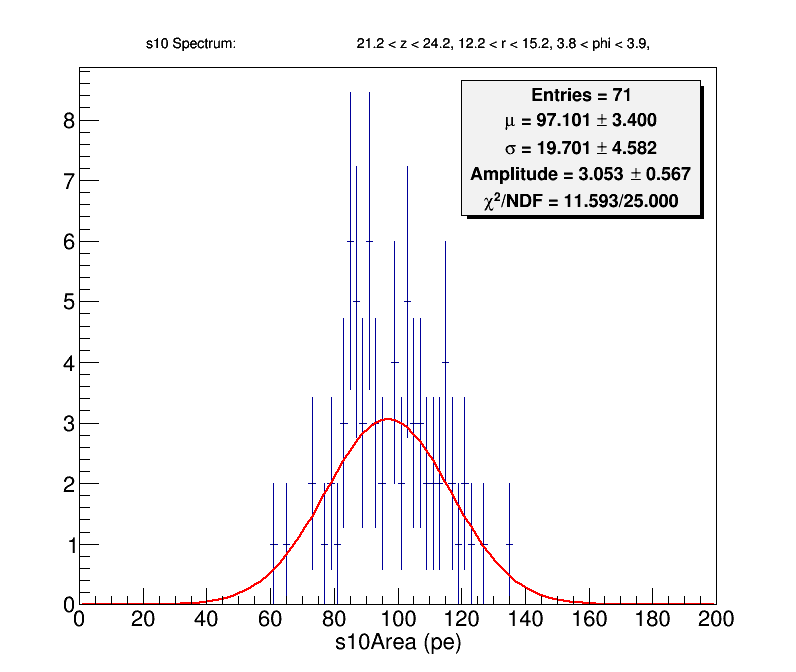 s10 Spectrum: 21.2 < z < 24.2, 12.2 < r < 15.2, 3.8 < phi < 3.9,
Entries = 71
μ = 97.101 ± 3.400
σ = 19.701 ± 4.582
Amplitude = 3.053 ± 0.567
χ²/NDF = 11.593/25.000
8
7
6
5
4
3
2
1
0
0 20 40 60 80 100 120 140 160 180 200
s10Area (pe)